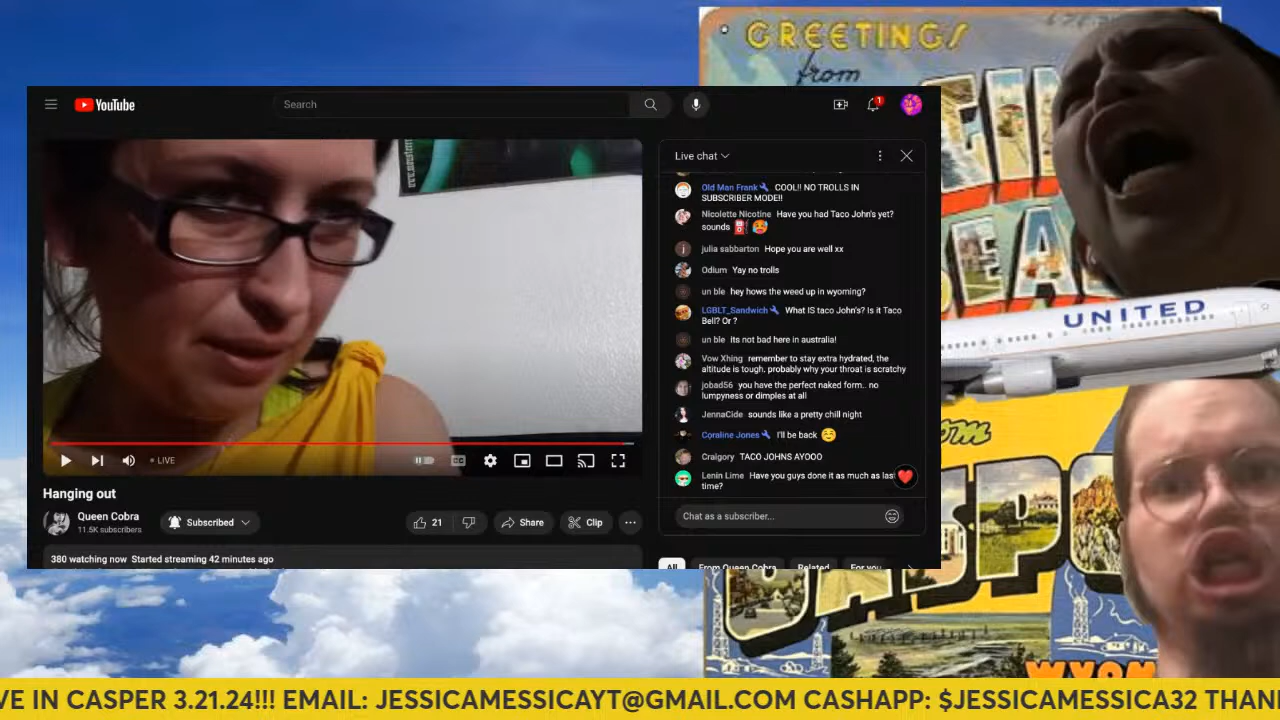 GREETINGS
from
YouTube
Search
1
Live chat
Old Man Frank COOL!! NO TROLLS IN
SUBSCRIBER MODE!!
Nicolette Nicotine Have you had Taco John's yet?
sounds
julia sabbarton Hope you are well xx
Odium Yay no trolls
un ble hey hows the weed up in wyoming?
LGBLT_Sandwich What IS taco John's? Is it Taco
Bell? Or ?
un ble its not bad here in australia!
Vow Xhing remember to stay extra hydrated, the
altitude is tough. probably why your throat is scratchy
jobad56 you have the perfect naked form.. no
lumpyness or dimples at all
JennaCide sounds like a pretty chill night
Coraline Jones I'll be back
Craigory TACO JOHNS AYOOO
Lenin Lime Have you guys done it as much as last
time?
Chat as a subscriber...
LIVE
Hanging out
Queen Cobra
11.5K subscribers
Subscribed
21
Share
Clip
380 watching now Started streaming 42 minutes ago
All
From Queen Cobra
Related
For you
UNITED
VE IN CASPER 3.21.24!!! EMAIL: JESSICAMESSICAYT@GMAIL.COM CASHAPP: $JESSICAMESSICA32 THAN